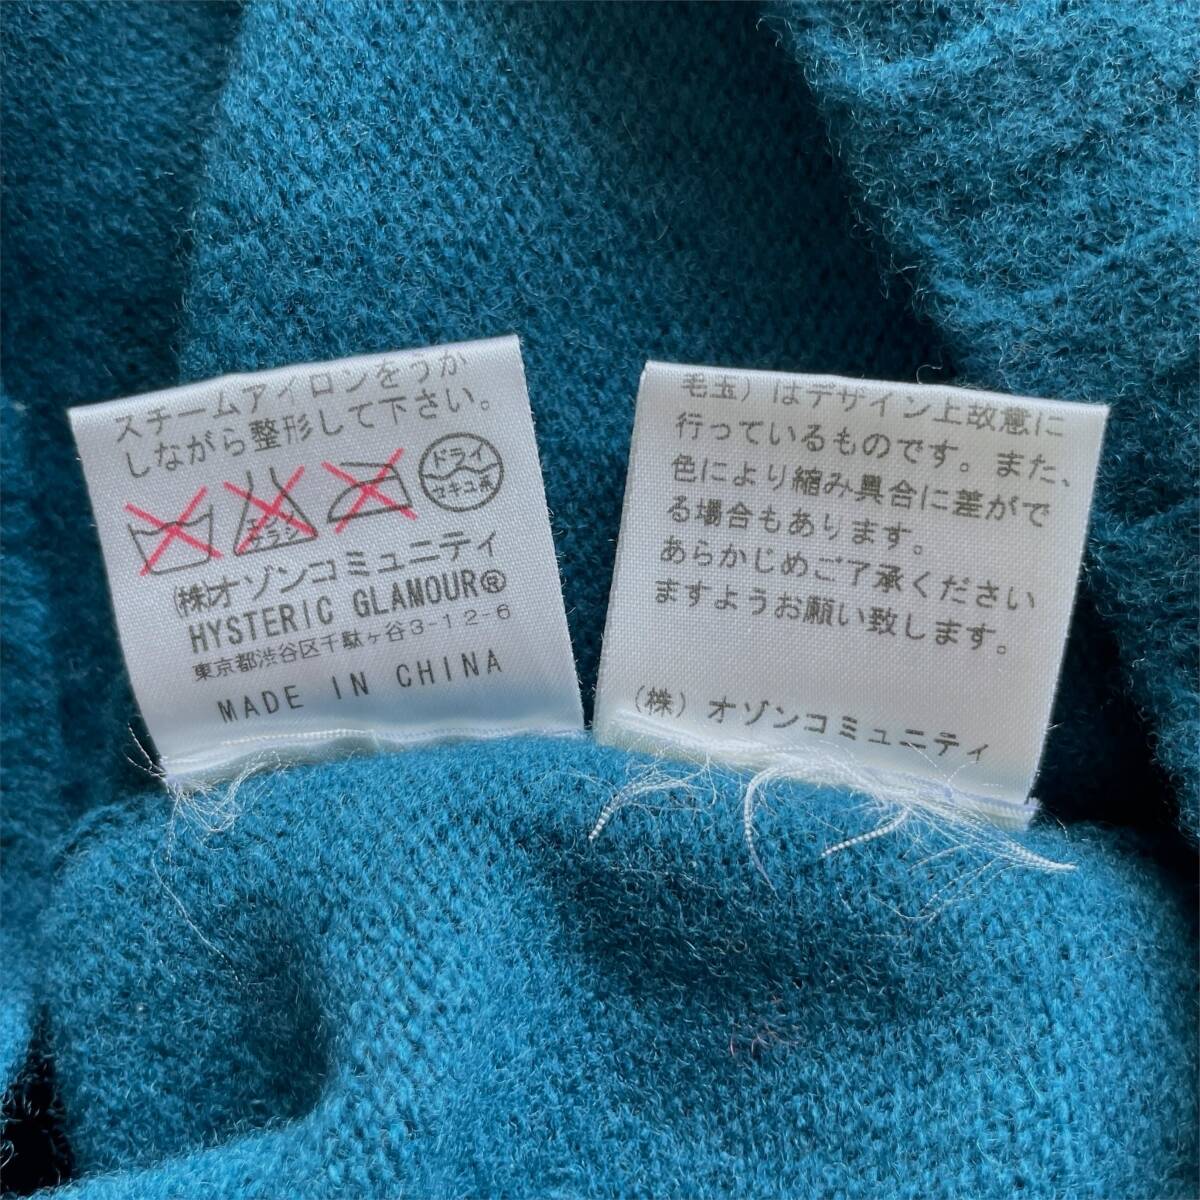 スチームアイロンをうか
しながら整形して下さい。
エンソ
サラシ
ドライ
セキユ系
(株)オゾンコミュニティ
HYSTERIC GLAMOUR®
東京都渋谷区千駄ヶ谷3-12-6
MADE IN CHINA
毛玉）はデザイン上故意に
行っているものです。また、
色により縮み具合に差がで
る場合もあります。
あらかじめご了承ください
ますようお願い致します。
（株）オゾンコミュニティ